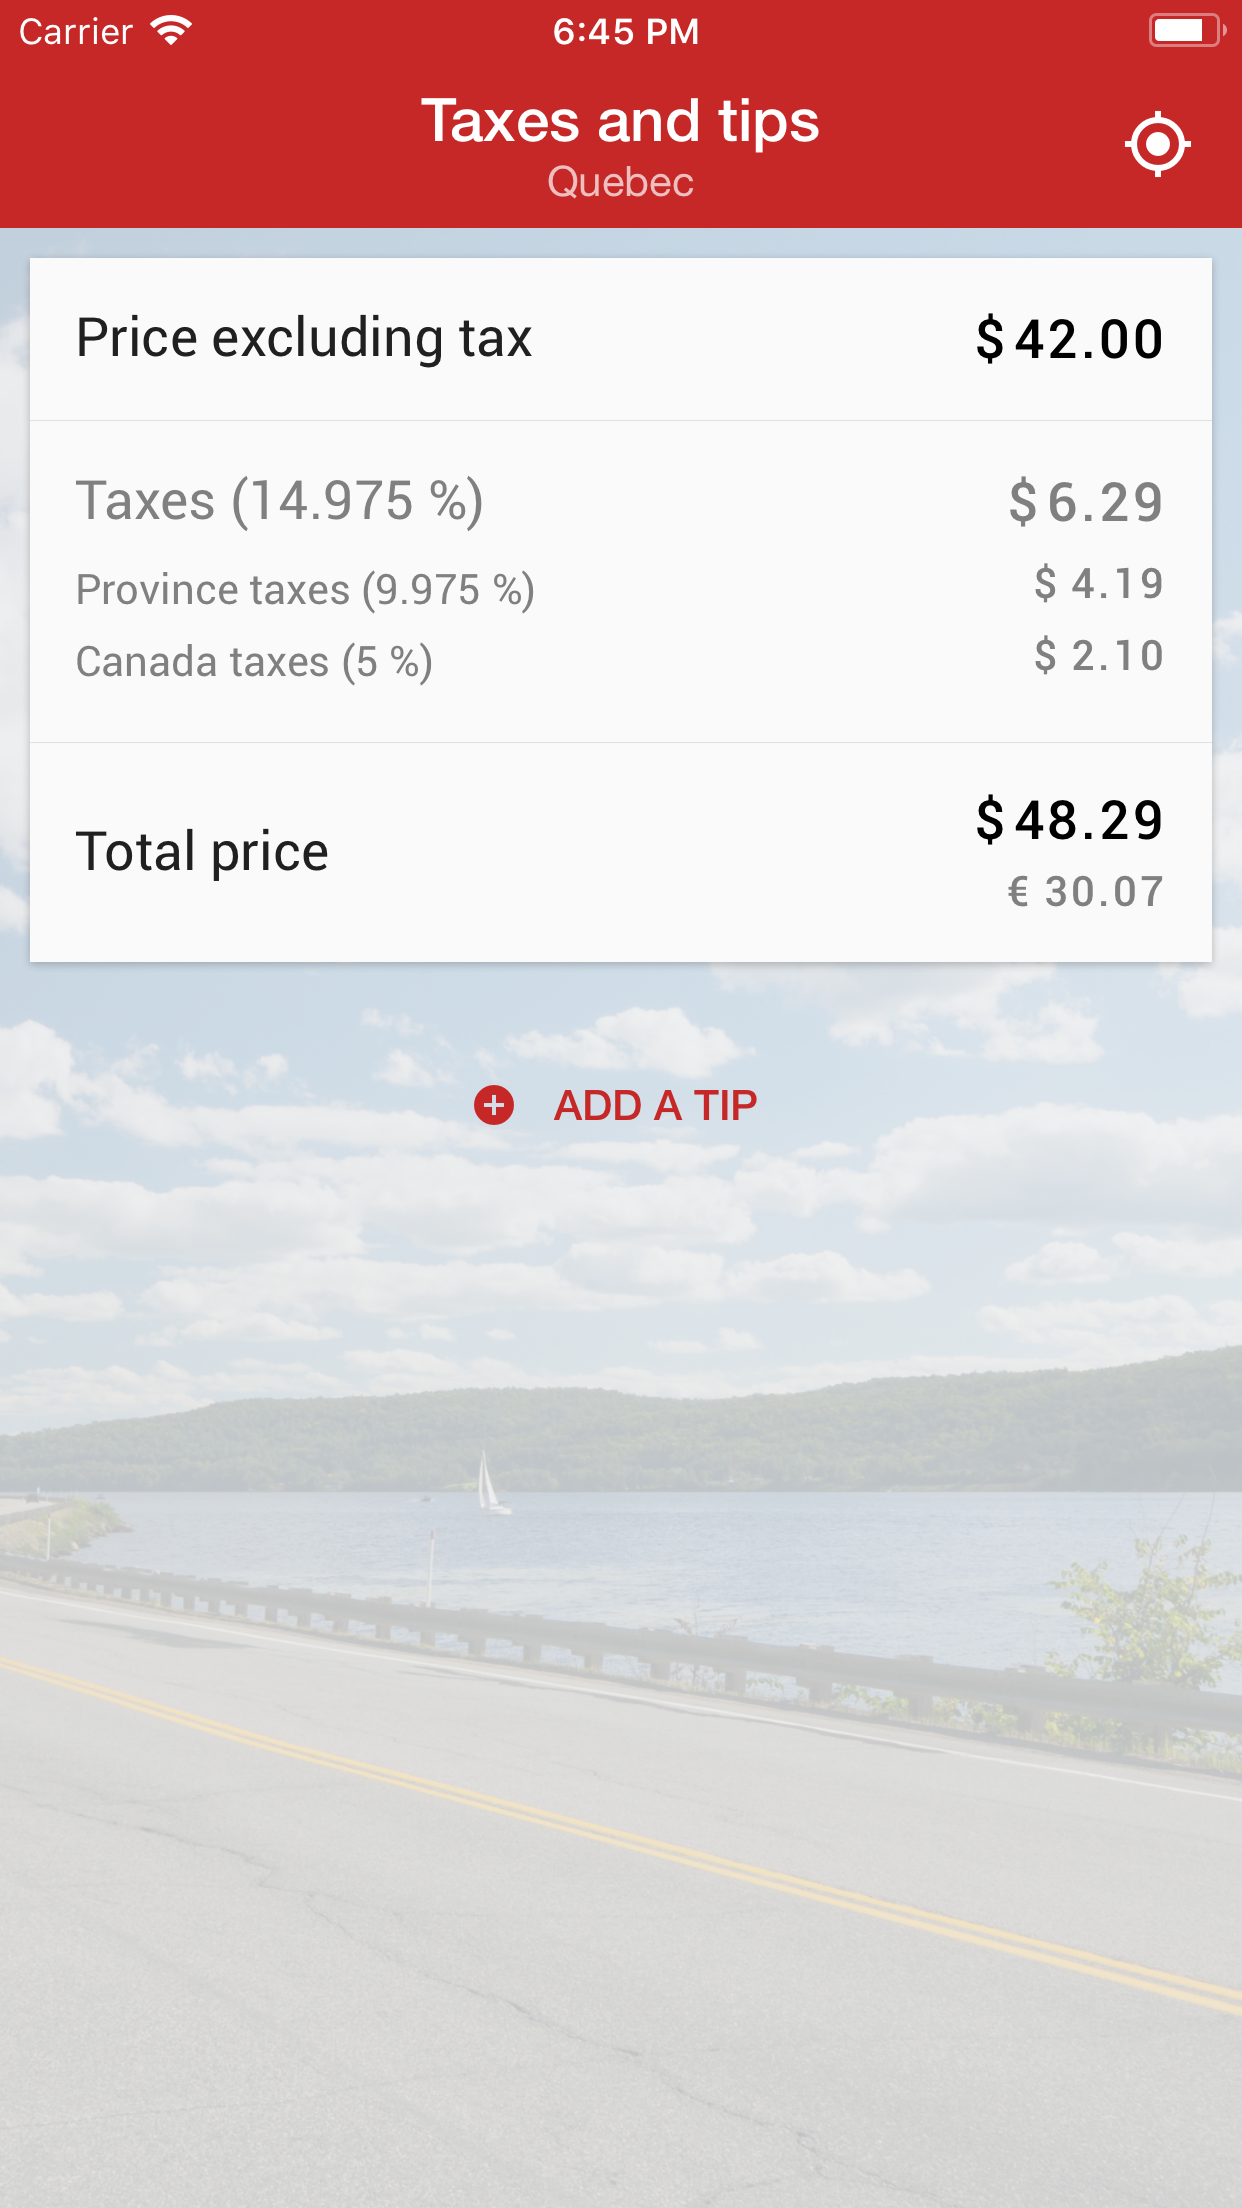 Carrier 6:45 PM
Taxes and tips
Quebec
Price excluding tax $ 42.00
Taxes (14.975 %) $ 6.29
Province taxes (9.975 %) $ 4.19
Canada taxes (5 %) $ 2.10
Total price $ 48.29
€ 30.07
ADD A TIP